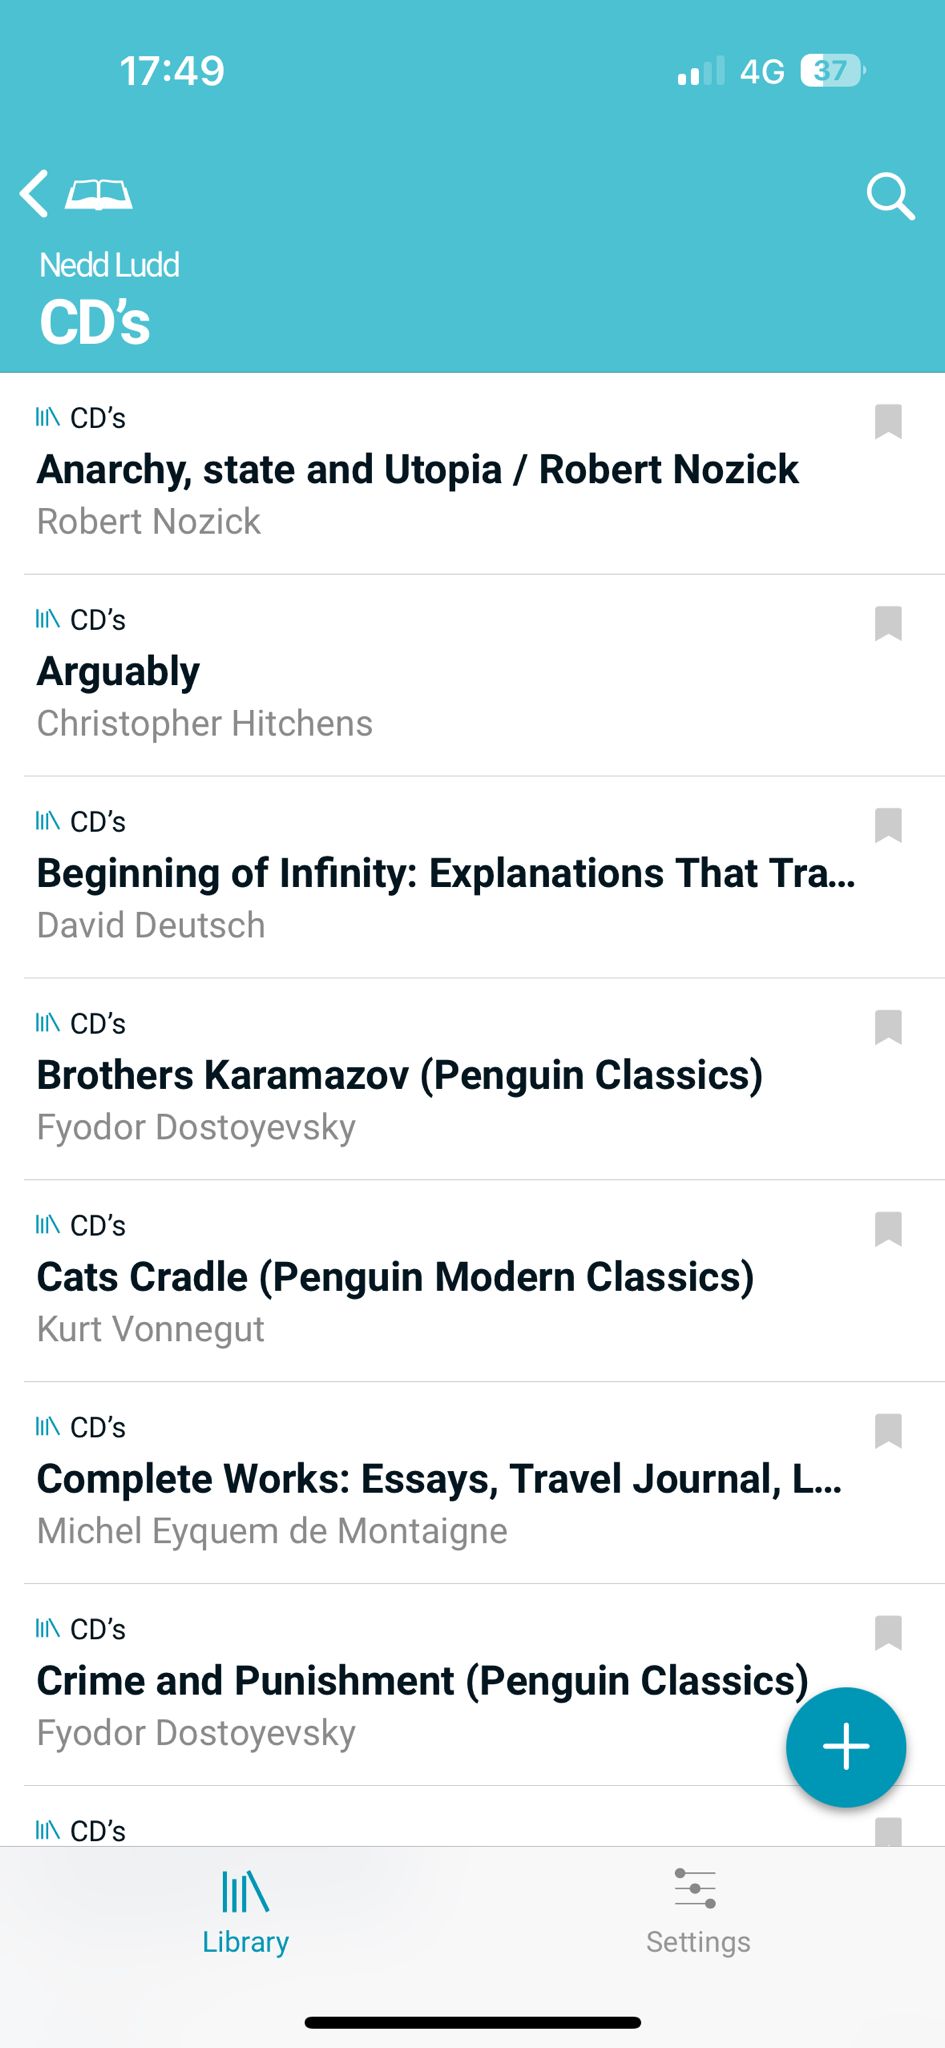 17:49
4G 37
Nedd Ludd
CD’s
CD’s
Anarchy, state and Utopia / Robert Nozick
Robert Nozick
CD’s
Arguably
Christopher Hitchens
CD’s
Beginning of Infinity: Explanations That Tra...
David Deutsch
CD’s
Brothers Karamazov (Penguin Classics)
Fyodor Dostoyevsky
CD’s
Cats Cradle (Penguin Modern Classics)
Kurt Vonnegut
CD’s
Complete Works: Essays, Travel Journal, L...
Michel Eyquem de Montaigne
CD’s
Crime and Punishment (Penguin Classics)
Fyodor Dostoyevsky
CD’s
Library
Settings